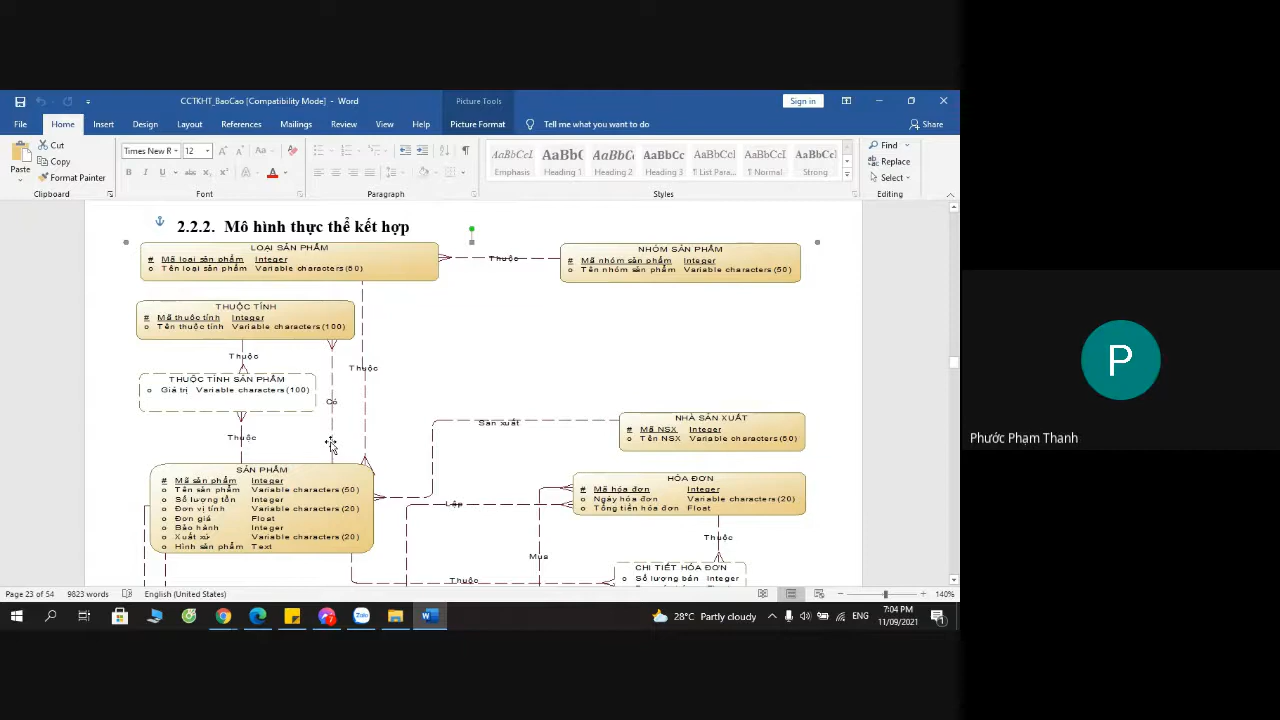 CCTKHT_BaoCao [Compatibility Mode] - Word
Picture Tools
Sign in
File Home Insert Design Layout References Mailings Review View Help Picture Format Tell me what you want to do Share
Paste
Cut
Copy
Format Painter
Clipboard
Times New R 12
Font
Paragraph
AaBbCcL AaBb( AaBbCc AaBbCc AaBbCcI AaBbCcI AaBbCc
Emphasis Heading 1 Heading 2 Heading 3 ¶ List Para... ¶ Normal Strong
Styles
Find
Replace
Select
Editing
2.2.2. Mô hình thực thể kết hợp
LOẠI SẢN PHẨM
# Mã loại sản phẩm Integer
o Tên loại sản phẩm Variable characters (50)
Thuộc
NHÓM SẢN PHẨM
# Mã nhóm sản phẩm Integer
o Tên nhóm sản phẩm Variable characters (50)
THUỘC TÍNH
# Mã thuộc tính Integer
o Tên thuộc tính Variable characters (100)
Thuộc
Thuộc
THUỘC TÍNH SẢN PHẨM
o Giá trị Variable characters (100)
Có
Thuộc
Sản xuất
NHÀ SẢN XUẤT
# Mã NSX Integer
o Tên NSX Variable characters (50)
SẢN PHẨM
# Mã sản phẩm Integer
o Tên sản phẩm Variable characters (50)
o Số lượng tồn Integer
o Đơn vị tính Variable characters (20)
o Đơn giá Float
o Bảo hành Integer
o Xuất xứ Variable characters (20)
o Hình sản phẩm Text
Lập
HÓA ĐƠN
# Mã hóa đơn Integer
o Ngày hóa đơn Variable characters (20)
o Tổng tiền hóa đơn Float
Thuộc
Mua
CHI TIẾT HÓA ĐƠN
o Số lượng bán Integer
Thuộc
Page 23 of 54 9823 words English (United States) 140%
28°C Partly cloudy ENG 7:04 PM
11/09/2021
P
Phước Phạm Thanh